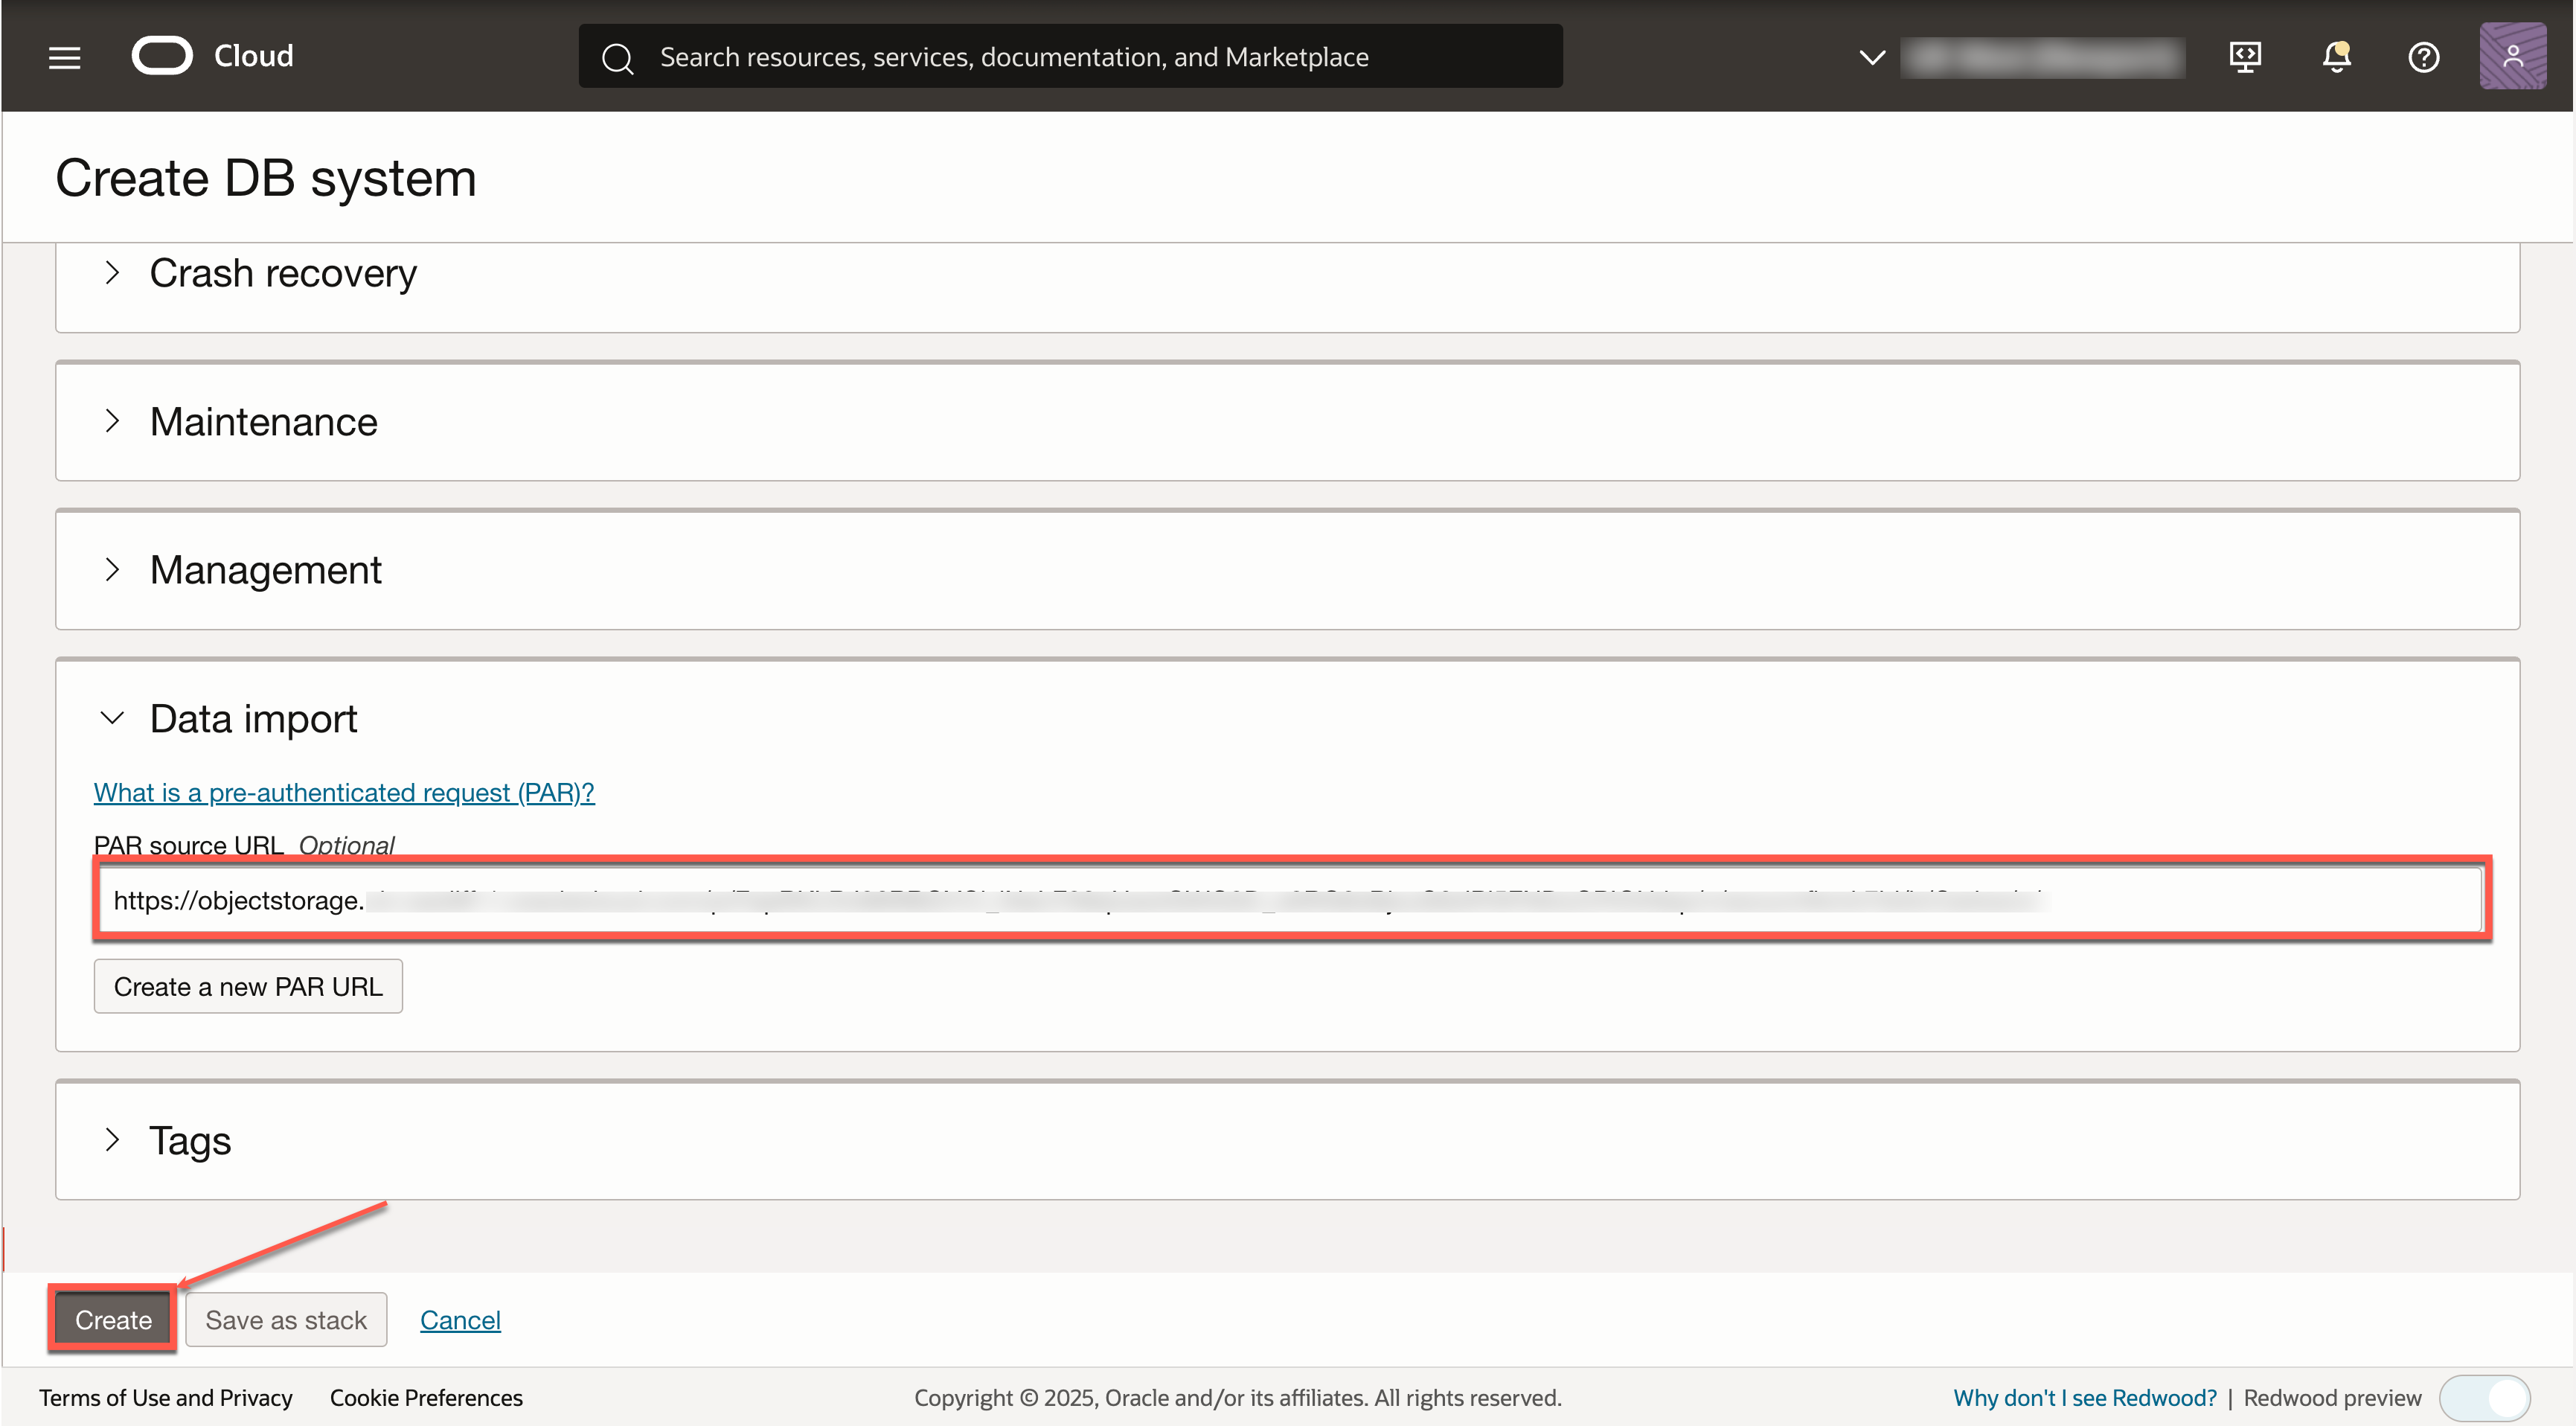 Cloud
Search resources, services, documentation, and Marketplace
Create DB system
Crash recovery
Maintenance
Management
Data import
What is a pre-authenticated request (PAR)?
PAR source URL Optional
https://objectstorage.
Create a new PAR URL
Tags
Create Save as stack Cancel
Terms of Use and Privacy Cookie Preferences Copyright © 2025, Oracle and/or its affiliates. All rights reserved. Why don't I see Redwood? | Redwood preview